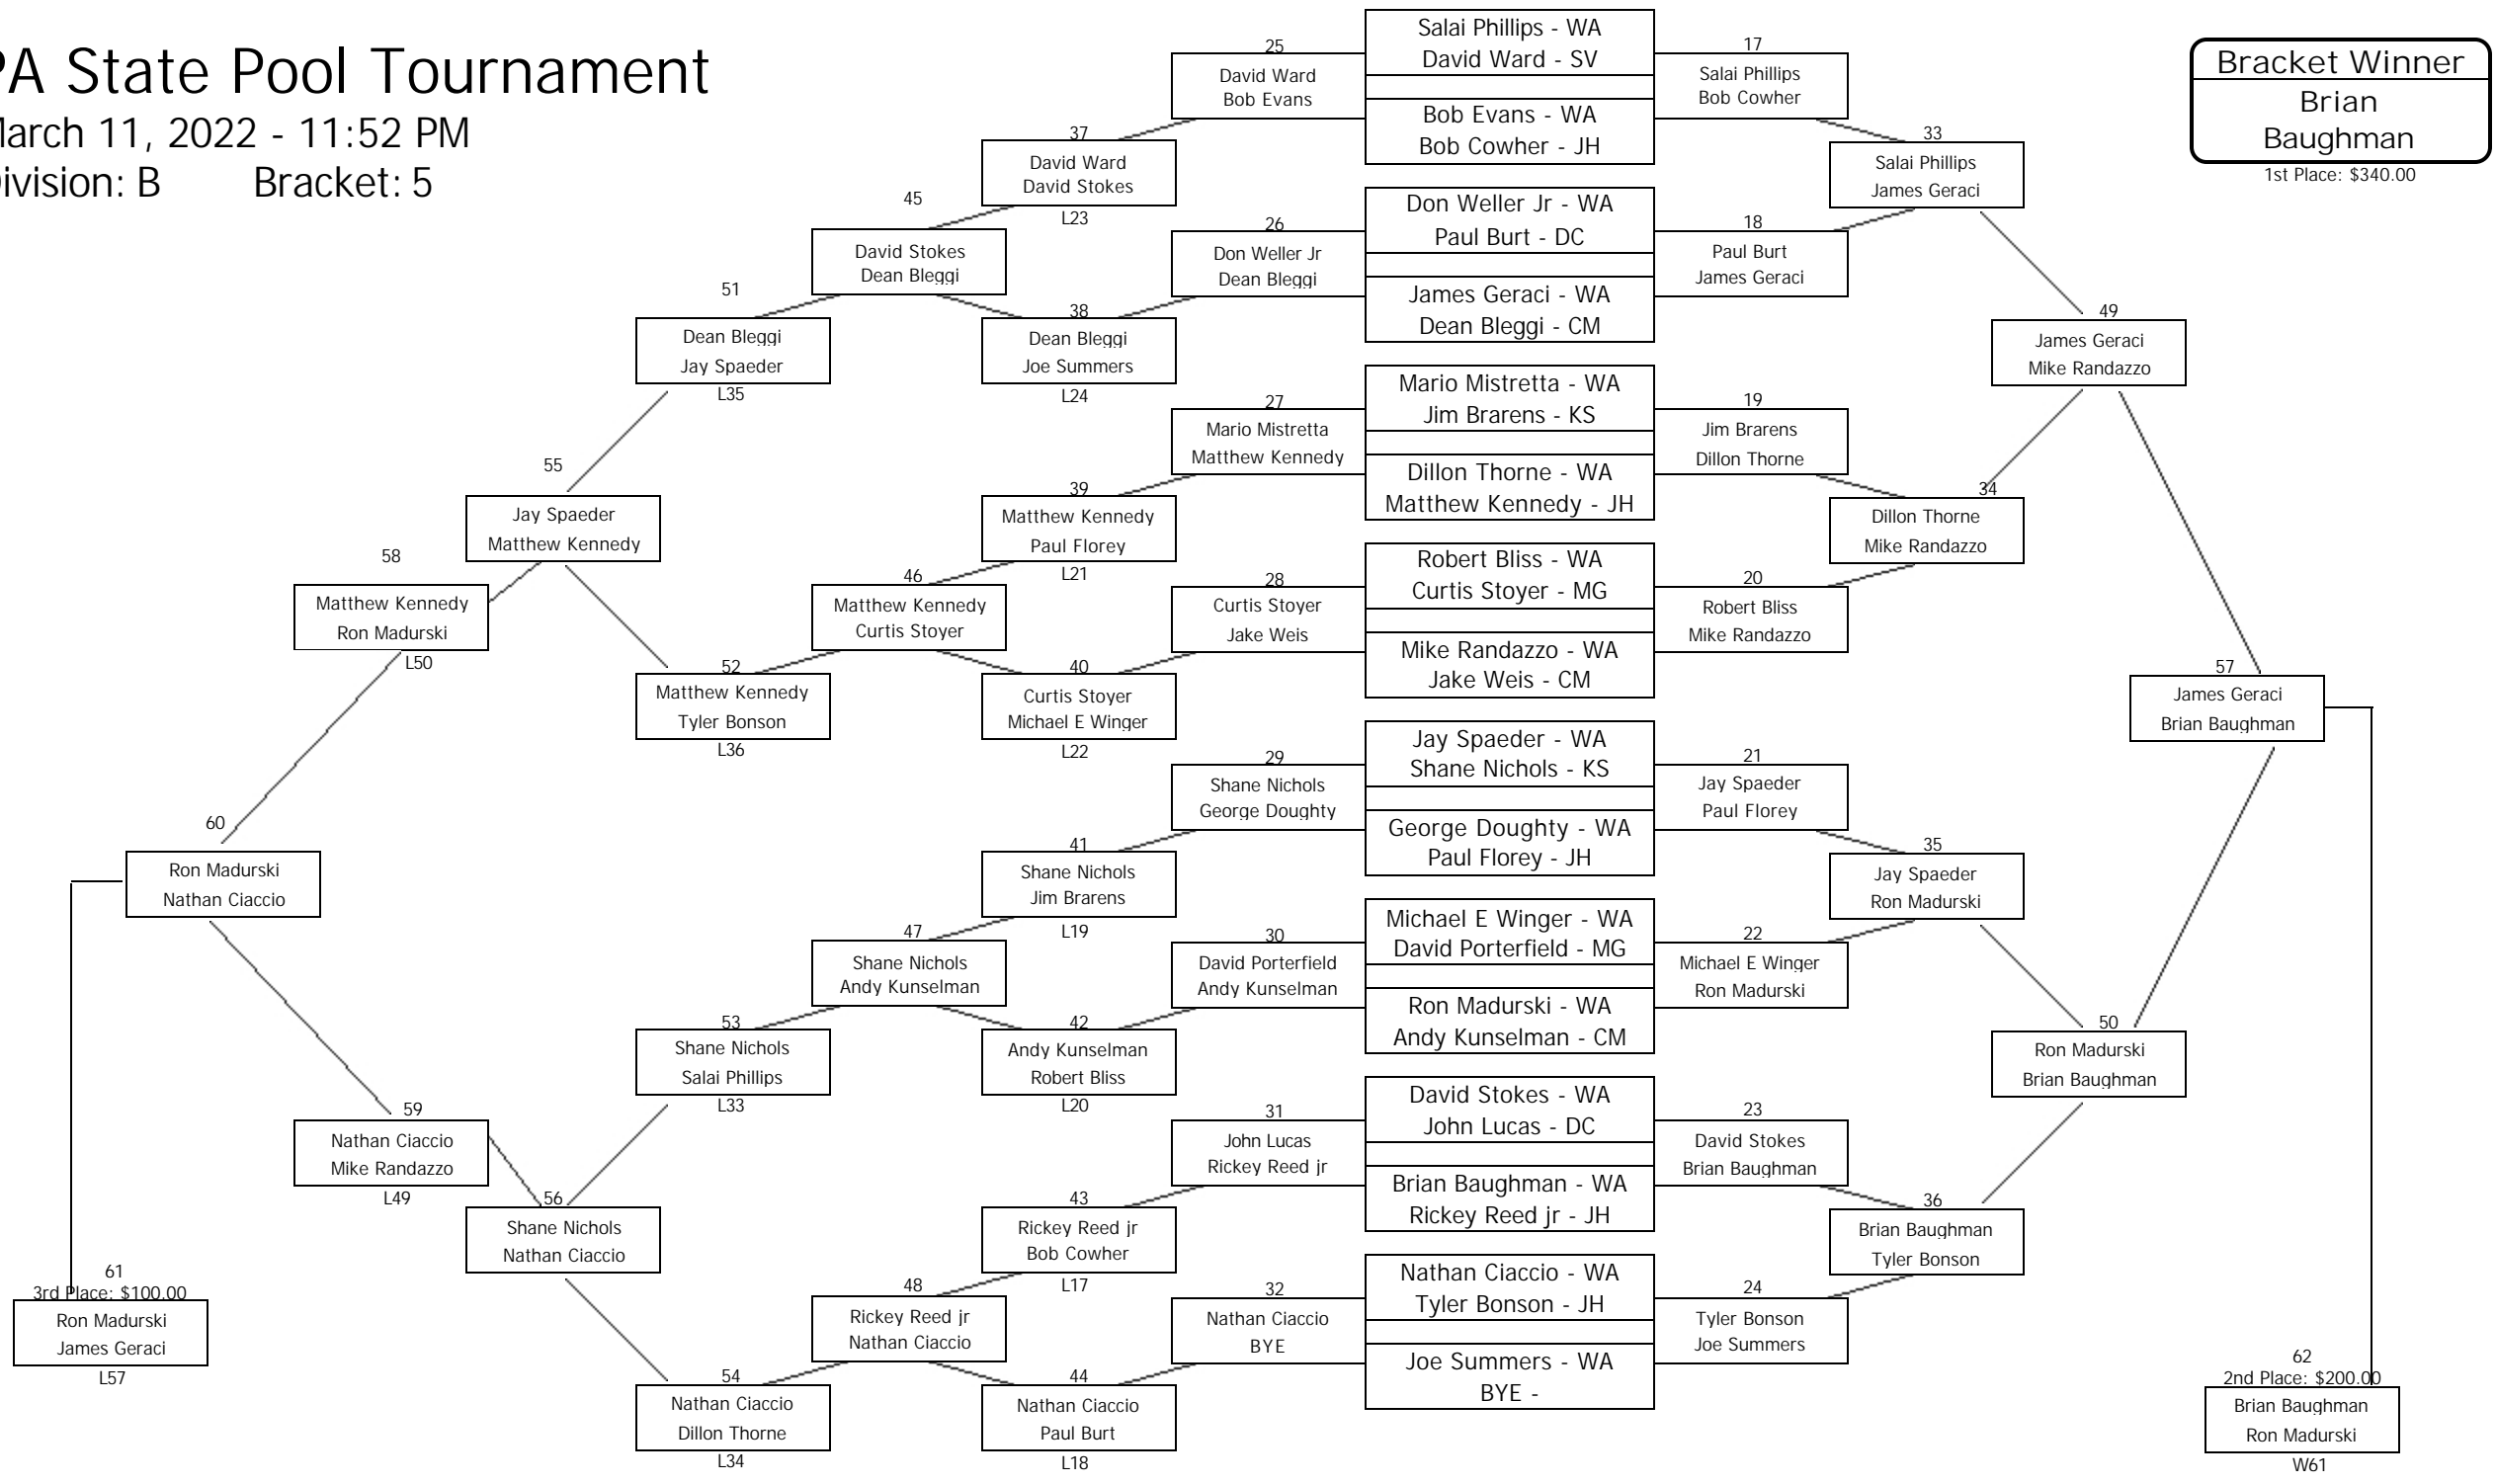 PA State Pool Tournament
March 11, 2022 - 11:52 PM
Division: B Bracket: 5
Bracket Winner
Brian
Baughman
1st Place: $340.00
61
3rd Place: $100.00
Ron Madurski
James Geraci
L57
60
Ron Madurski
Nathan Ciaccio
58
Matthew Kennedy
Ron Madurski
L50
59
Nathan Ciaccio
Mike Randazzo
L49
55
Jay Spaeder
Matthew Kennedy
56
Shane Nichols
Nathan Ciaccio
51
Dean Bleggi
Jay Spaeder
L35
52
Matthew Kennedy
Tyler Bonson
L36
53
Shane Nichols
Salai Phillips
L33
54
Nathan Ciaccio
Dillon Thorne
L34
45
David Stokes
Dean Bleggi
46
Matthew Kennedy
Curtis Stoyer
47
Shane Nichols
Andy Kunselman
48
Rickey Reed jr
Nathan Ciaccio
37
David Ward
David Stokes
L23
38
Dean Bleggi
Joe Summers
L24
39
Matthew Kennedy
Paul Florey
L21
40
Curtis Stoyer
Michael E Winger
L22
41
Shane Nichols
Jim Brarens
L19
42
Andy Kunselman
Robert Bliss
L20
43
Rickey Reed jr
Bob Cowher
L17
44
Nathan Ciaccio
Paul Burt
L18
25
David Ward
Bob Evans
26
Don Weller Jr
Dean Bleggi
27
Mario Mistretta
Matthew Kennedy
28
Curtis Stoyer
Jake Weis
29
Shane Nichols
George Doughty
30
David Porterfield
Andy Kunselman
31
John Lucas
Rickey Reed jr
32
Nathan Ciaccio
BYE
Salai Phillips - WA
David Ward - SV
Bob Evans - WA
Bob Cowher - JH
Don Weller Jr - WA
Paul Burt - DC
James Geraci - WA
Dean Bleggi - CM
Mario Mistretta - WA
Jim Brarens - KS
Dillon Thorne - WA
Matthew Kennedy - JH
Robert Bliss - WA
Curtis Stoyer - MG
Mike Randazzo - WA
Jake Weis - CM
Jay Spaeder - WA
Shane Nichols - KS
George Doughty - WA
Paul Florey - JH
Michael E Winger - WA
David Porterfield - MG
Ron Madurski - WA
Andy Kunselman - CM
David Stokes - WA
John Lucas - DC
Brian Baughman - WA
Rickey Reed jr - JH
Nathan Ciaccio - WA
Tyler Bonson - JH
Joe Summers - WA
BYE -
17
Salai Phillips
Bob Cowher
18
Paul Burt
James Geraci
19
Jim Brarens
Dillon Thorne
20
Robert Bliss
Mike Randazzo
21
Jay Spaeder
Paul Florey
22
Michael E Winger
Ron Madurski
23
David Stokes
Brian Baughman
24
Tyler Bonson
Joe Summers
33
Salai Phillips
James Geraci
34
Dillon Thorne
Mike Randazzo
35
Jay Spaeder
Ron Madurski
36
Brian Baughman
Tyler Bonson
49
James Geraci
Mike Randazzo
50
Ron Madurski
Brian Baughman
57
James Geraci
Brian Baughman
62
2nd Place: $200.00
Brian Baughman
Ron Madurski
W61